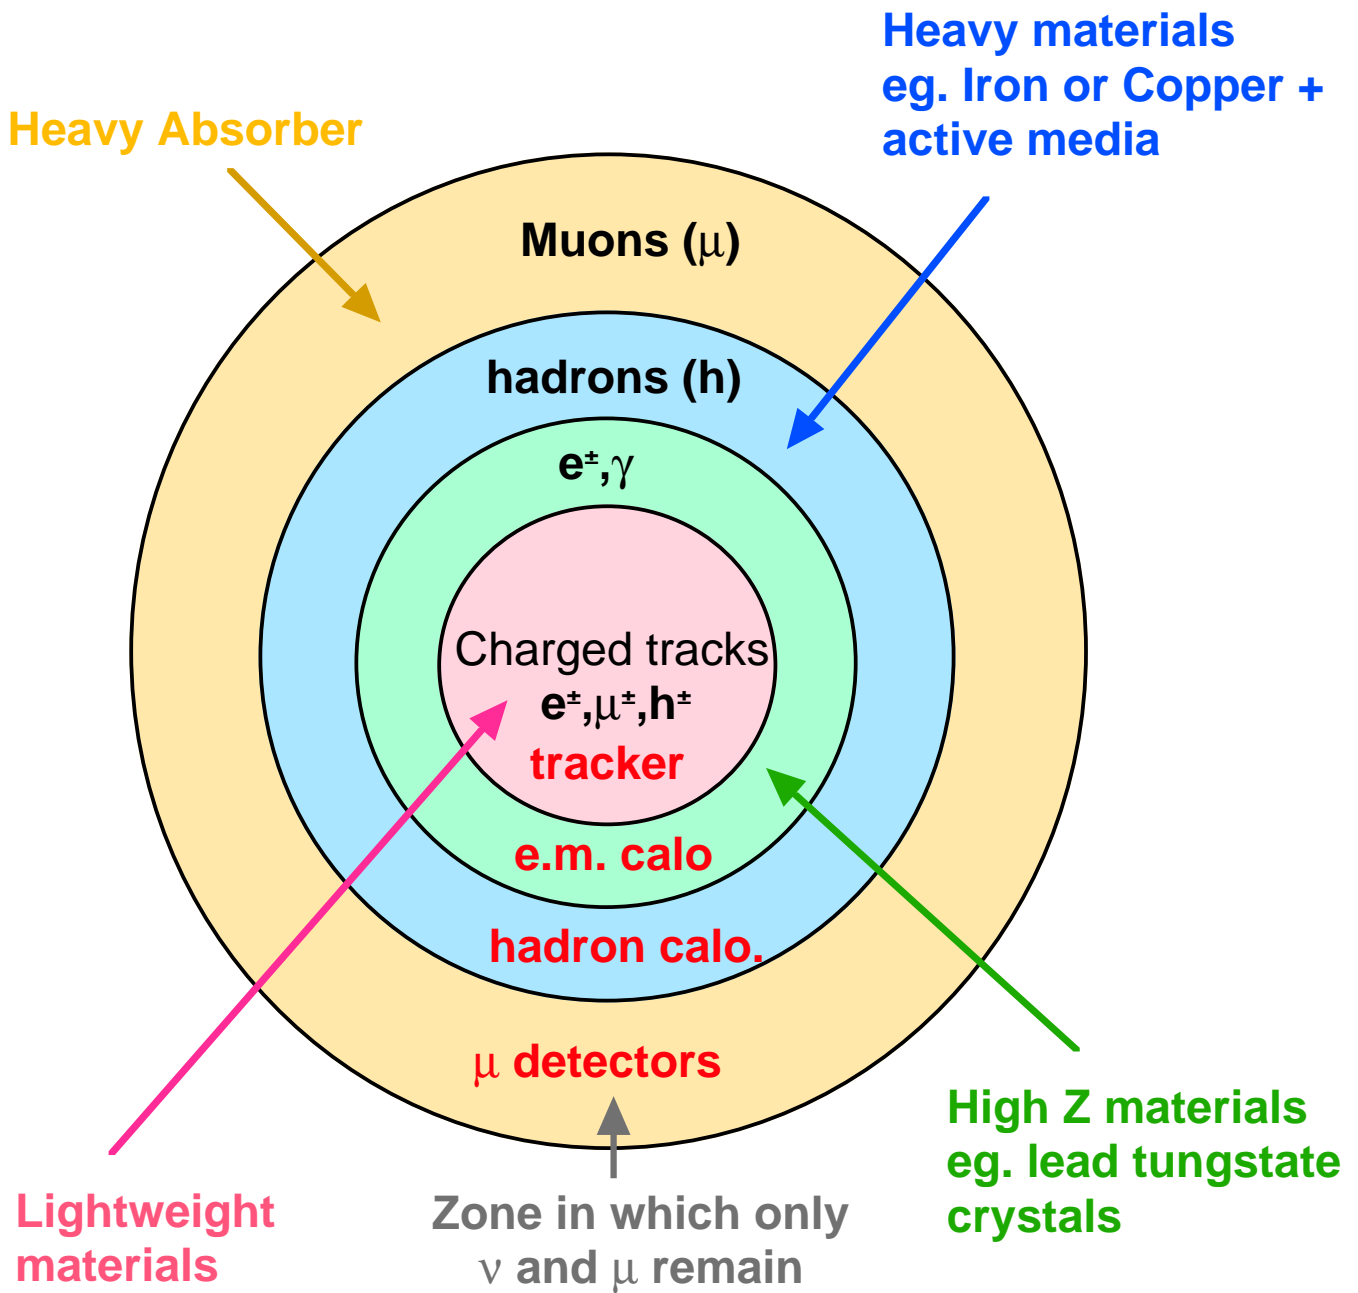 Heavy materials
eg. Iron or Copper +
active media
Heavy Absorber
Muons (μ)
hadrons (h)
e±,γ
Charged tracks
e±,μ±,h±
tracker
e.m. calo
hadron calo.
μ detectors
High Z materials
eg. lead tungstate
crystals
Lightweight
materials
Zone in which only
ν and μ remain